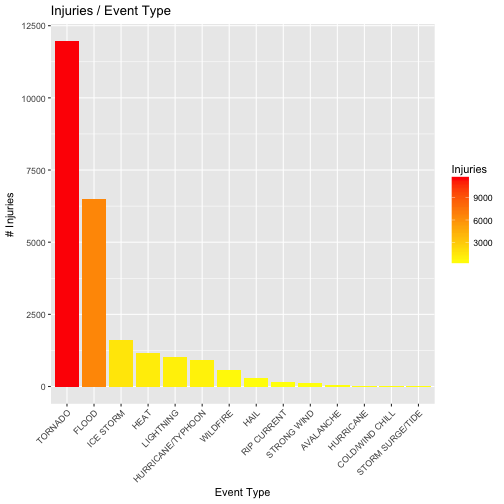 Injuries / Event Type
# Injuries
12500
10000
7500
5000
2500
0
TORNADO
FLOOD
ICE STORM
HEAT
LIGHTNING
HURRICANE/TYPHOON
WILDFIRE
HAIL
RIP CURRENT
STRONG WIND
AVALANCHE
HURRICANE
COLD/WIND CHILL
STORM SURGE/TIDE
Event Type
Injuries
9000
6000
3000